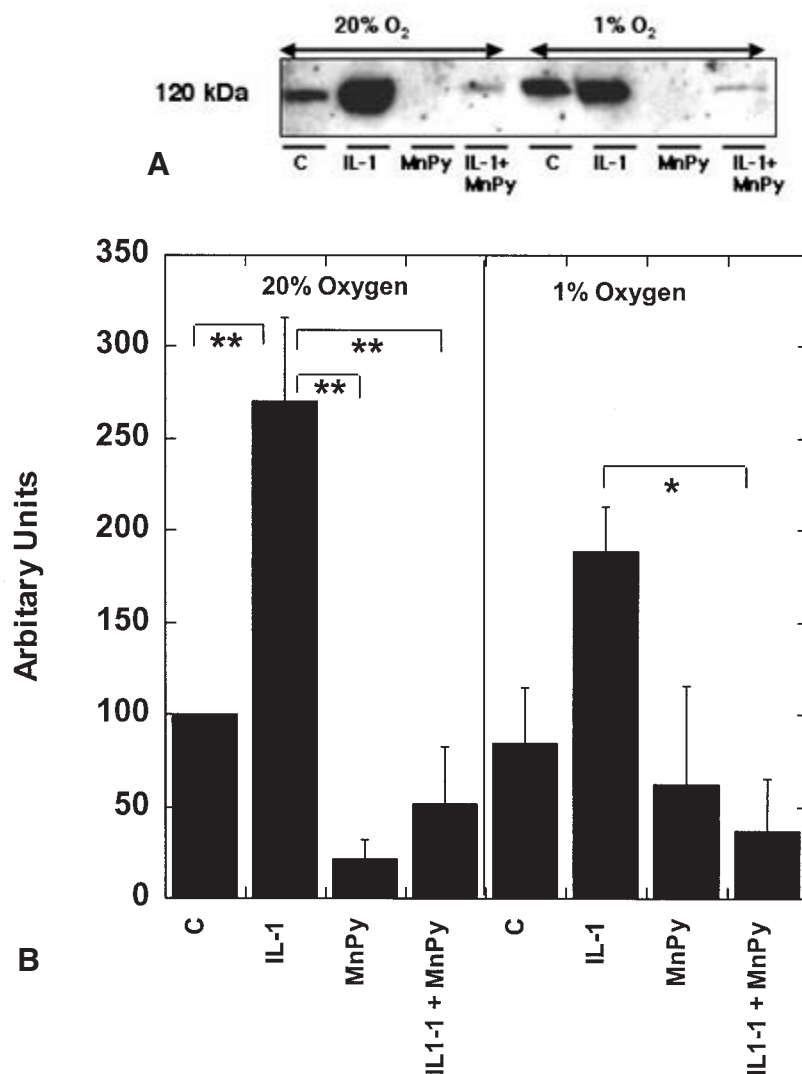 20% O2 1% O2
120 kDa
C IL-1 MnPy IL-1+ MnPy C IL-1 MnPy IL-1+ MnPy
A
350
300
250
200
150
100
50
0
Arbitary Units
20% Oxygen 1% Oxygen
**
**
**
*
C IL-1 MnPy IL1-1 + MnPy C IL-1 MnPy IL1-1 + MnPy
B